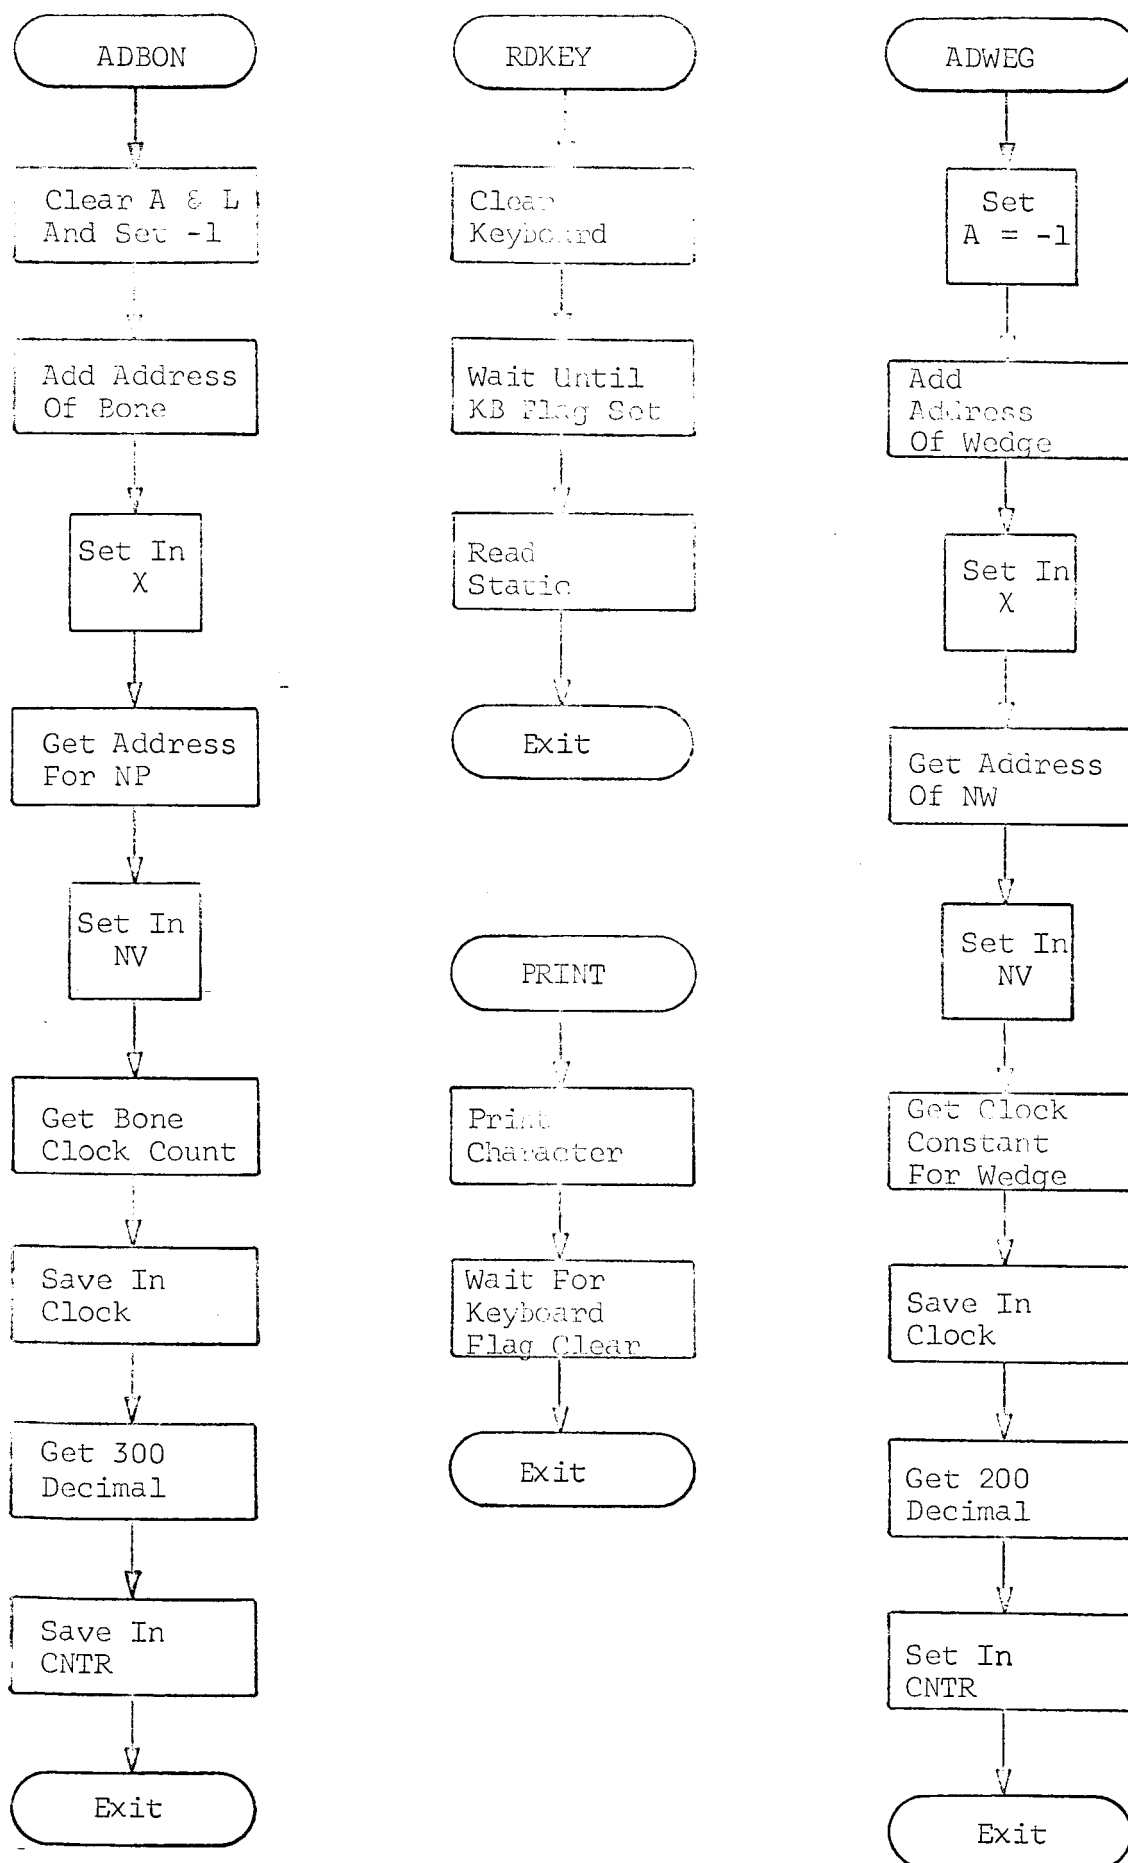 ADBON
Clear A & L
And Set -1
Add Address
Of Bone
Set In
X
Get Address
For NP
Set In
NV
Get Bone
Clock Count
Save In
Clock
Get 300
Decimal
Save In
CNTR
Exit
RDKEY
Clear
Keyboard
Wait Until
KB Flag Set
Read
Static
Exit
PRINT
Print
Character
Wait For
Keyboard
Flag Clear
Exit
ADWEG
Set
A = -1
Add
Address
Of Wedge
Set In
X
Get Address
Of NW
Set In
NV
Get Clock
Constant
For Wedge
Save In
Clock
Get 200
Decimal
Set In
CNTR
Exit